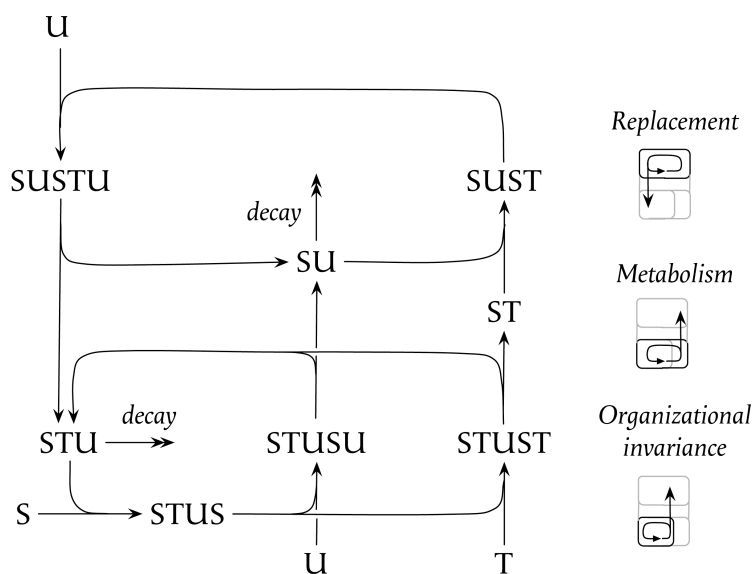 U
Replacement
SUSTU
SUST
decay
SU
Metabolism
ST
Organizational
invariance
decay
STU
STUSU
STUST
S
STUS
U
T